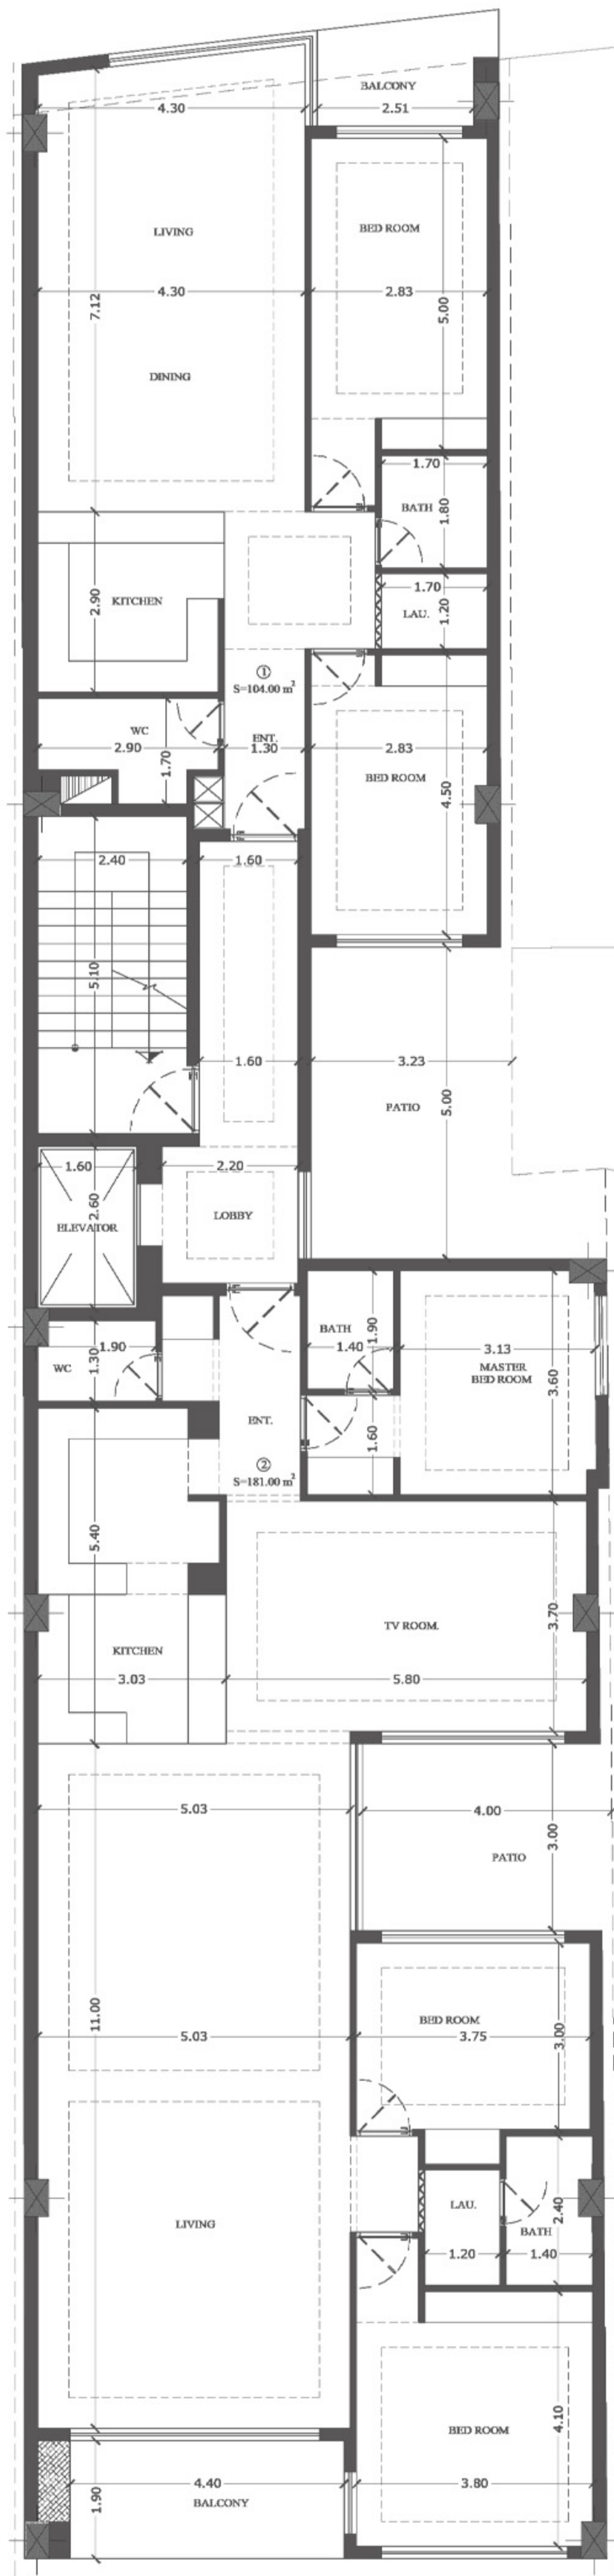 BALCONY
4.30
2.51
LIVING
BED ROOM
4.30
2.83
7.12
5.00
DINING
1.70
BATH
1.80
1.70
KITCHEN
2.90
LAU.
1.20
①
S=104.00 m²
WC
ENT.
2.90
1.30
2.83
1.70
BED ROOM
4.50
2.40
1.60
5.10
1.60
3.23
PATIO
5.00
1.60
2.20
2.60
ELEVATOR
LOBBY
BATH
1.90
1.90
1.30
1.40
3.13
WC
MASTER
BED ROOM
3.60
ENT.
1.60
②
S=181.00 m²
5.40
TV ROOM.
3.70
KITCHEN
3.03
5.80
5.03
4.00
3.00
PATIO
11.00
BED ROOM
5.03
3.75
3.00
LAU.
2.40
LIVING
BATH
1.20
1.40
BED ROOM
4.10
4.40
3.80
1.90
BALCONY